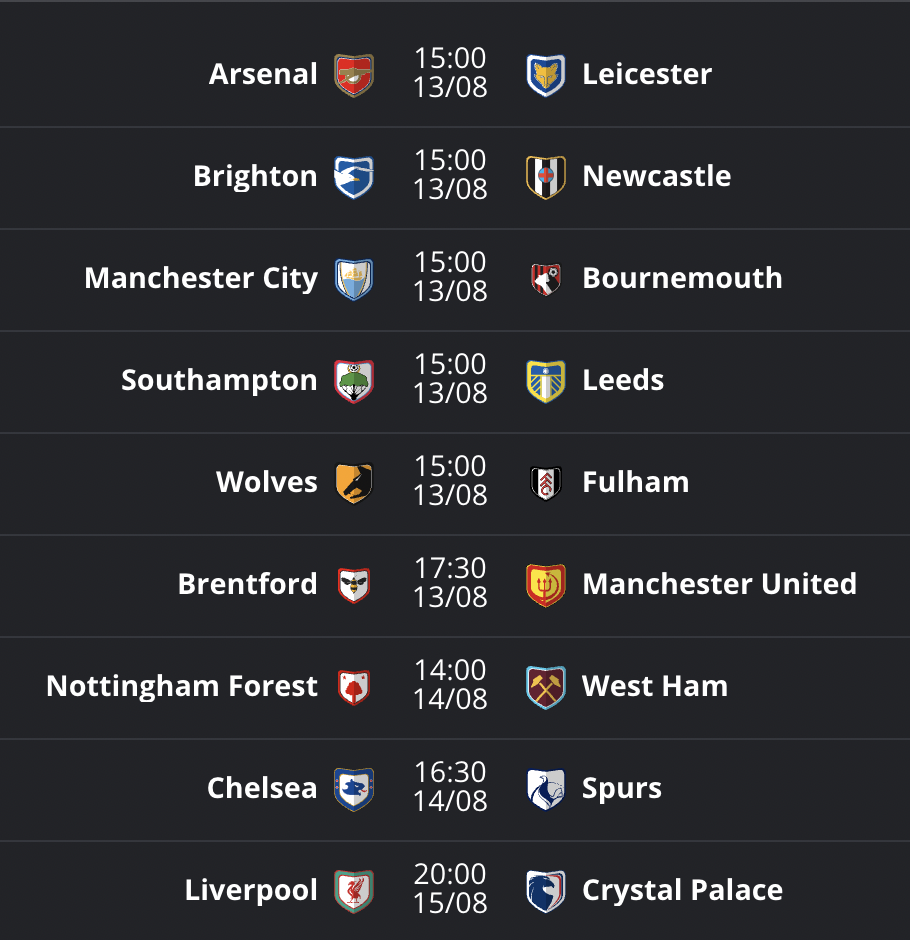 Arsenal 15:00 Leicester
13/08
Brighton 15:00 Newcastle
13/08
Manchester City 15:00 Bournemouth
13/08
Southampton 15:00 Leeds
13/08
Wolves 15:00 Fulham
13/08
Brentford 17:30 Manchester United
13/08
Nottingham Forest 14:00 West Ham
14/08
Chelsea 16:30 Spurs
14/08
Liverpool 20:00 Crystal Palace
15/08